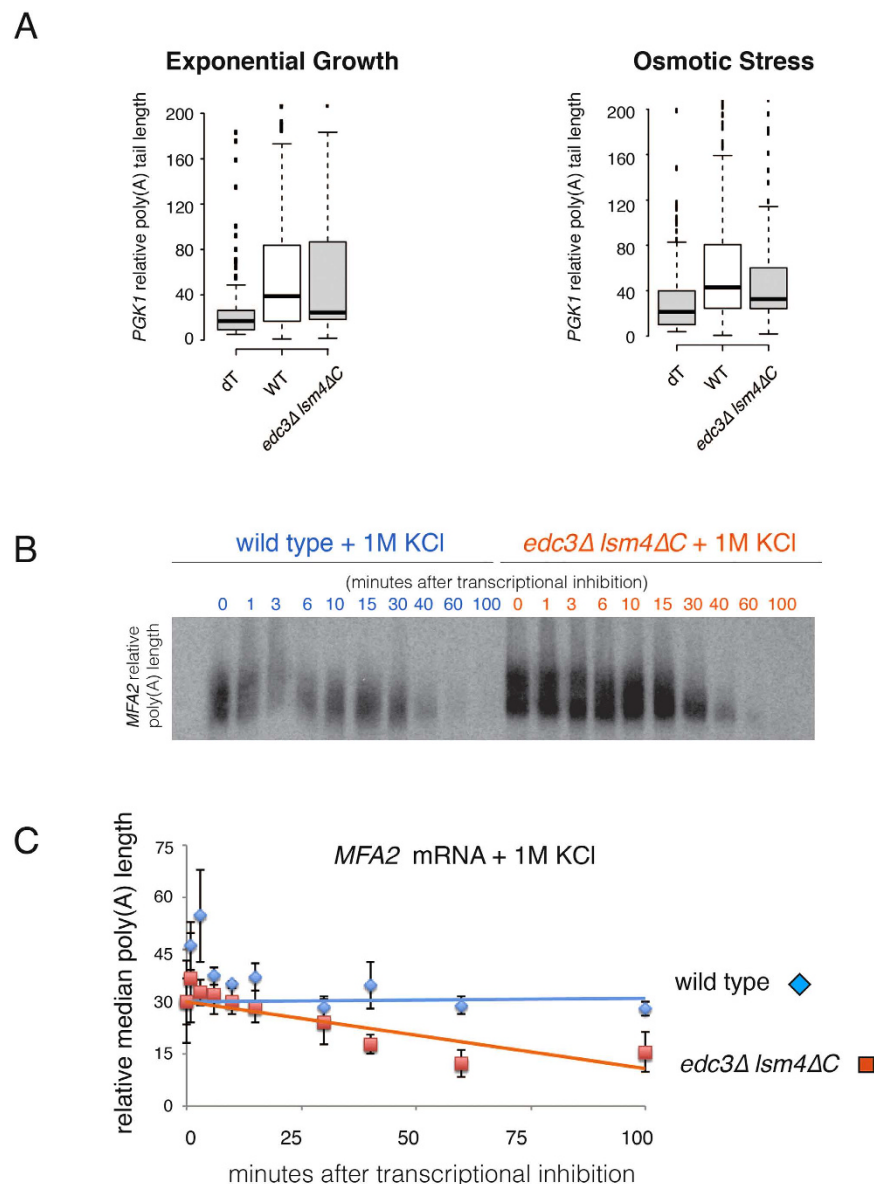 A
Exponential Growth
PGK1 relative poly(A) tail length
200
160
120
80
40
0
dT
WT
edc3Δ lsm4ΔC
Osmotic Stress
PGK1 relative poly(A) tail length
200
160
120
80
40
0
dT
WT
edc3Δ lsm4ΔC
B
wild type + 1M KCl
edc3Δ lsm4ΔC + 1M KCl
(minutes after transcriptional inhibition)
0 1 3 6 10 15 30 40 60 100
0 1 3 6 10 15 30 40 60 100
MFA2 relative
poly(A) length
C
MFA2 mRNA + 1M KCl
relative median poly(A) length
75
60
45
30
15
0
0 25 50 75 100
minutes after transcriptional inhibition
wild type
edc3Δ lsm4ΔC